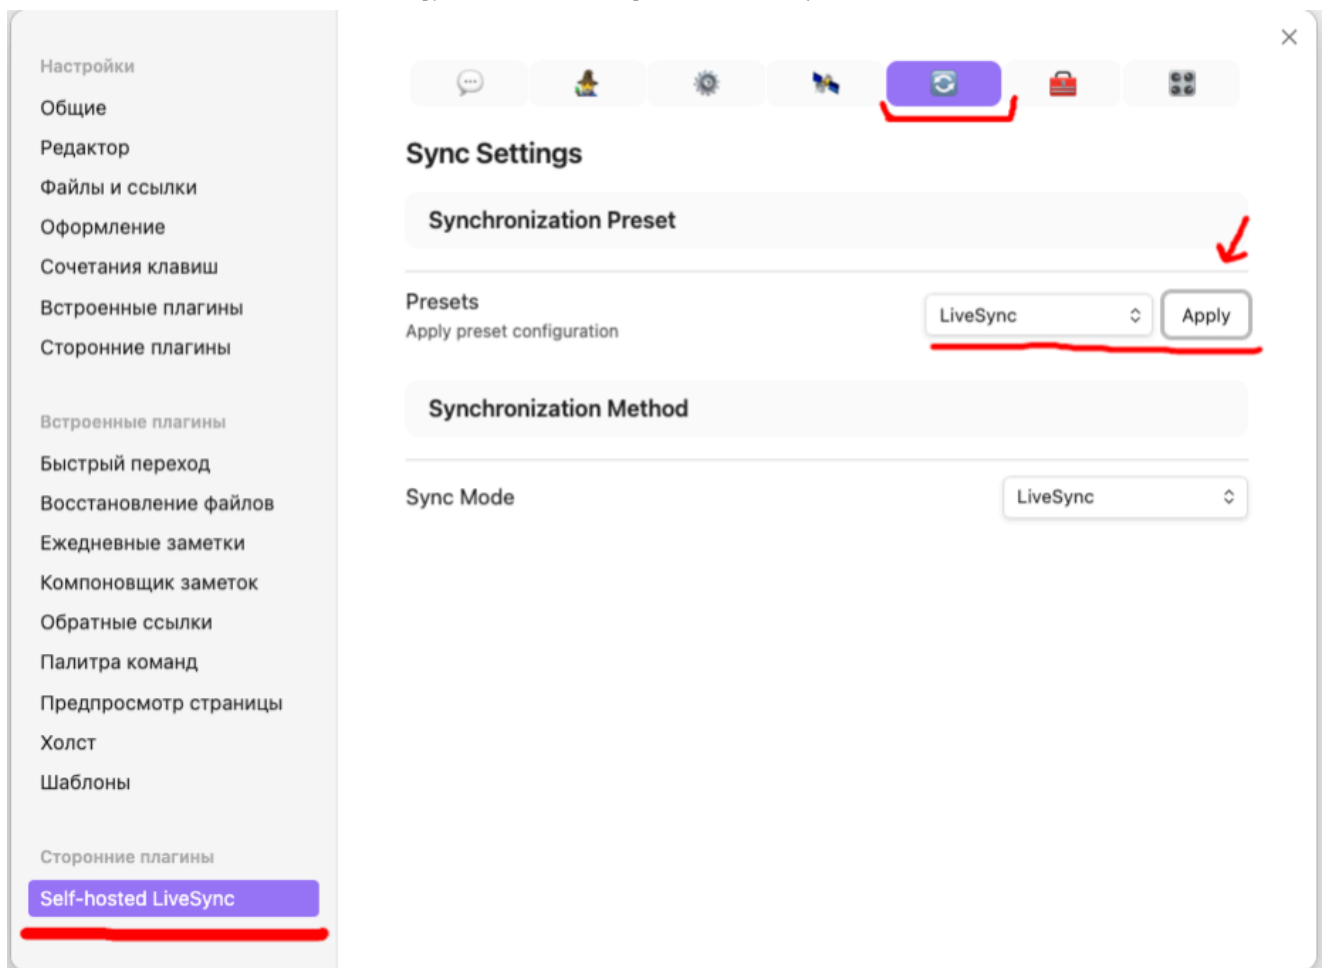 Настройки
Общие
Редактор
Файлы и ссылки
Оформление
Сочетания клавиш
Встроенные плагины
Сторонние плагины
Встроенные плагины
Быстрый переход
Восстановление файлов
Ежедневные заметки
Компоновщик заметок
Обратные ссылки
Палитра команд
Предпросмотр страницы
Холст
Шаблоны
Сторонние плагины
Self-hosted LiveSync
Sync Settings
Synchronization Preset
Presets
Apply preset configuration
LiveSync
Apply
Synchronization Method
Sync Mode
LiveSync